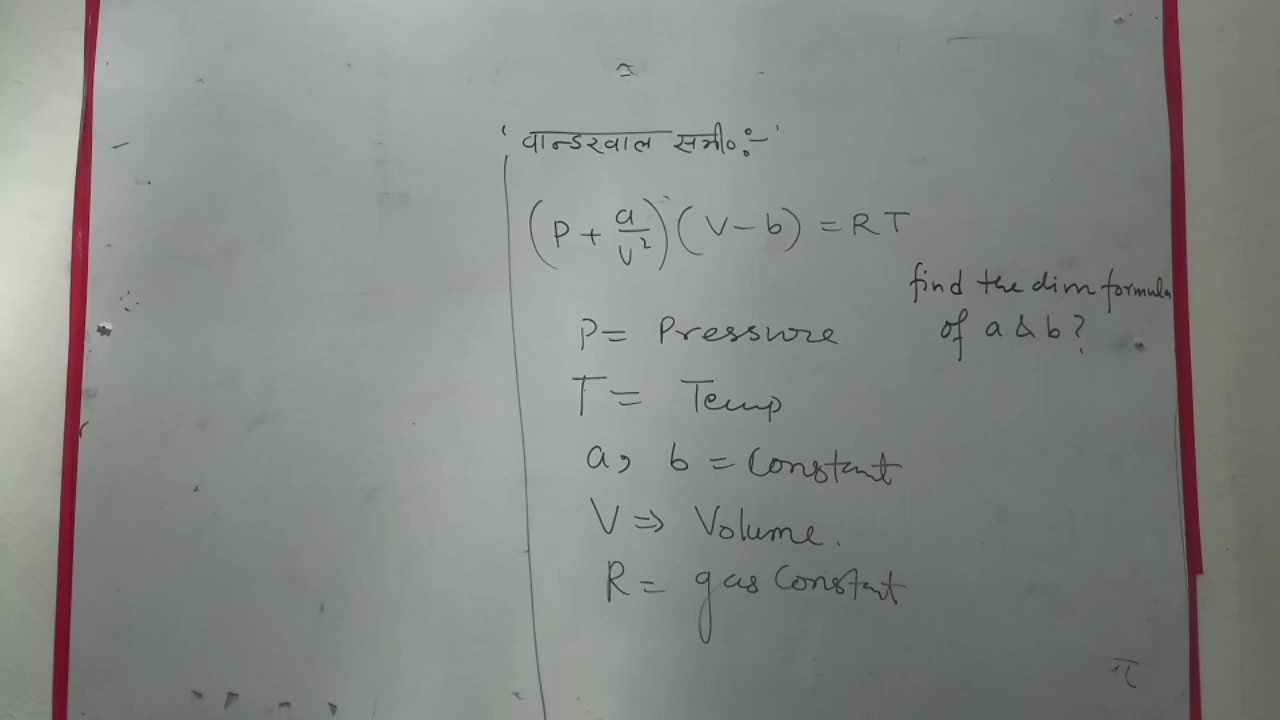 ' वान्डरवाल समी० :- '
(P + a/v²) (V - b) = RT
find the dim formula
of a & b?
P = Pressure
T = Temp
a, b = Constant
V ⇒ Volume.
R = gas Constant
π